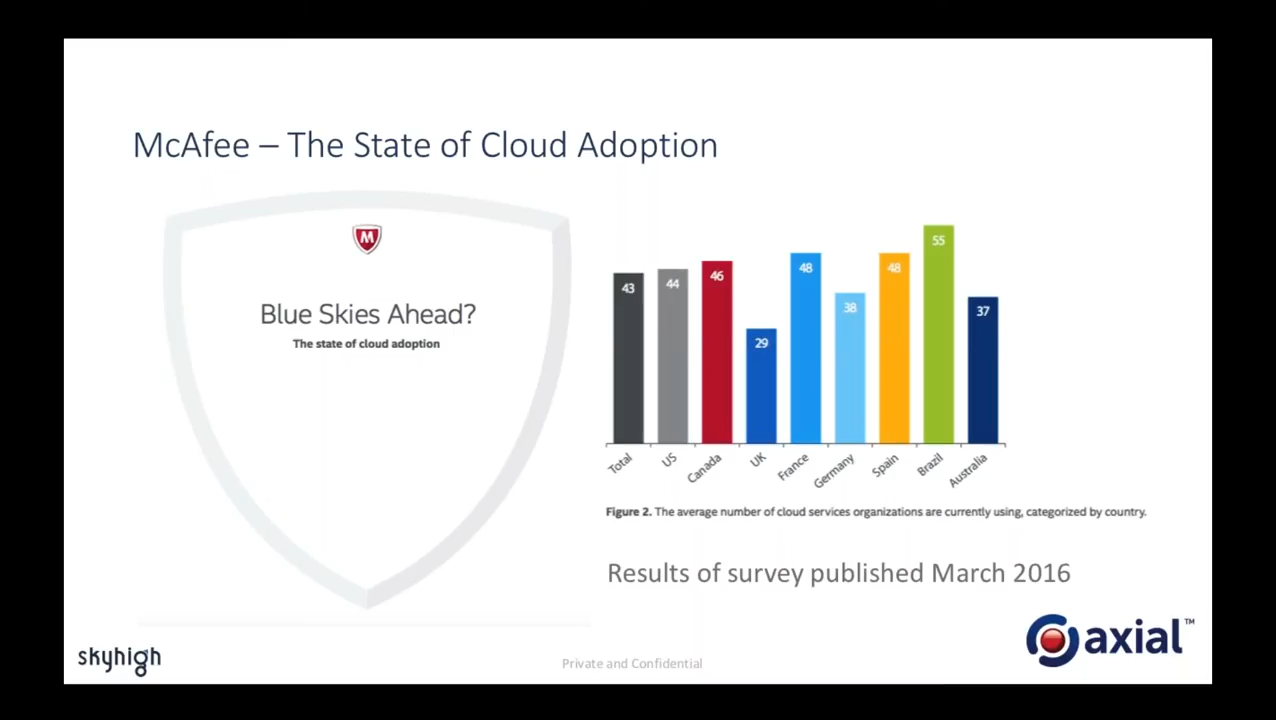 McAfee – The State of Cloud Adoption
M
Blue Skies Ahead?
The state of cloud adoption
43
44
46
29
48
38
48
55
37
Total
US
Canada
UK
France
Germany
Spain
Brazil
Australia
Figure 2. The average number of cloud services organizations are currently using, categorized by country.
Results of survey published March 2016
skyhigh
Private and Confidential
axial™